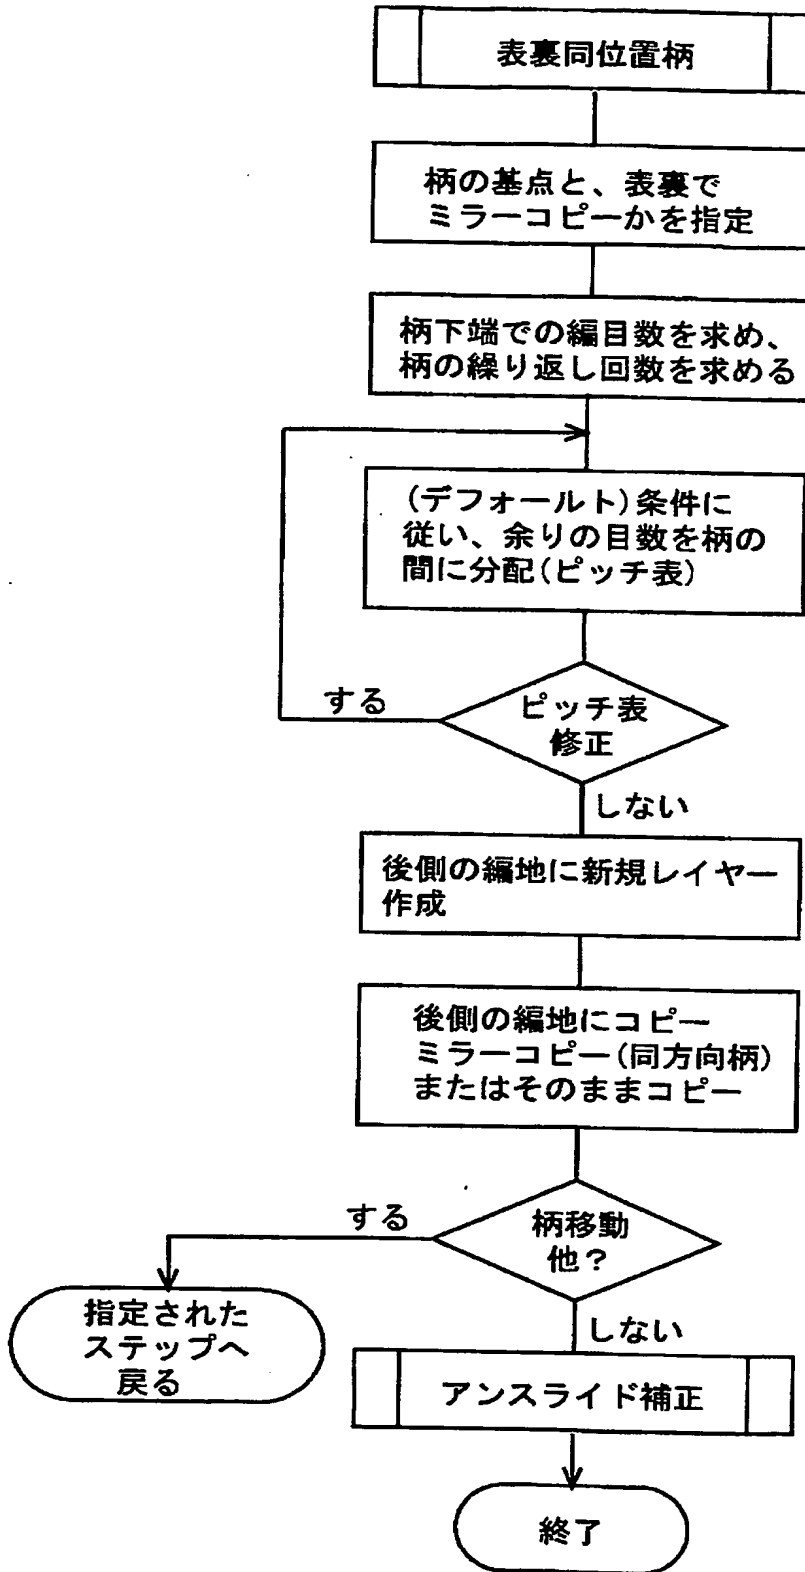 表裏同位置柄
柄の基点と、表裏で
ミラーコピーかを指定
柄下端での編目数を求め、
柄の繰り返し回数を求める
(デフォールト)条件に
従い、余りの目数を柄の
間に分配(ピッチ表)
する
ピッチ表
修正
しない
後側の編地に新規レイヤー
作成
後側の編地にコピー
ミラーコピー(同方向柄)
またはそのままコピー
する
柄移動
他？
指定された
ステップへ
戻る
しない
アンスライド補正
終了